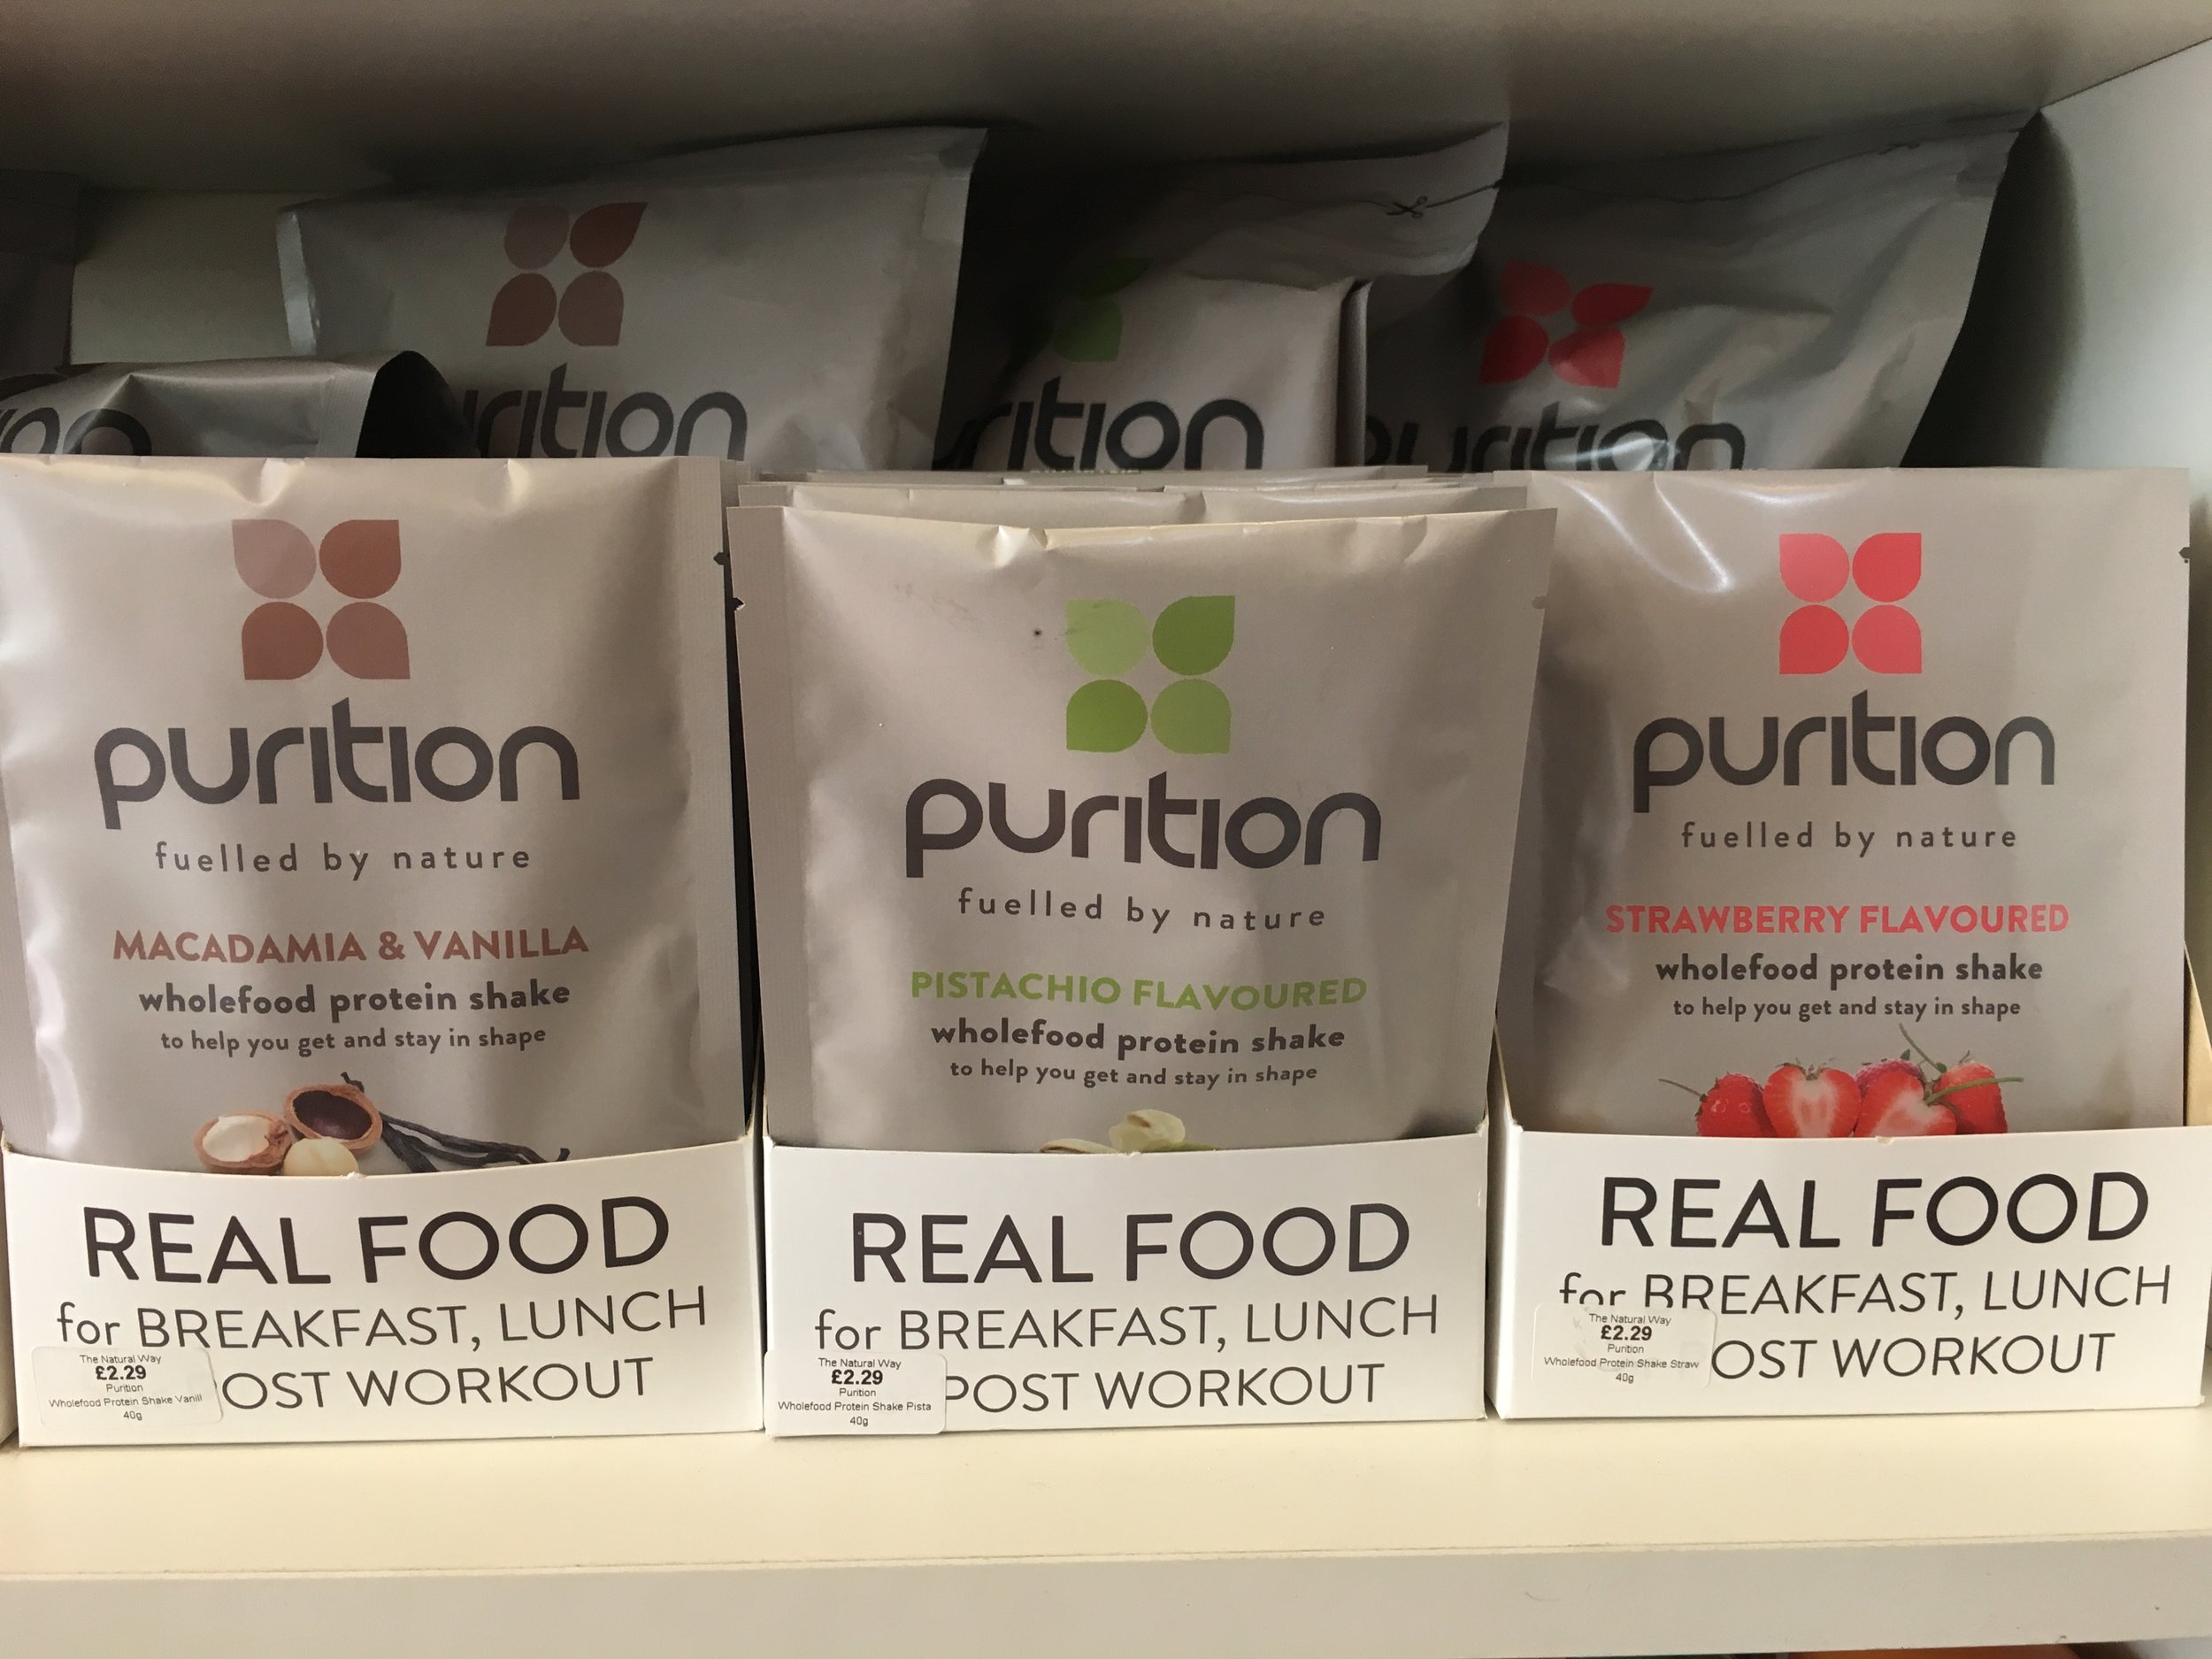 rition
rition
purition
on
purition
fuelled by nature
MACADAMIA & VANILLA
wholefood protein shake
to help you get and stay in shape
REAL FOOD
for BREAKFAST, LUNCH
OST WORKOUT
The Natural Way
£2.29
Purition
Wholefood Protein Shake Vanill
40g
purition
fuelled by nature
PISTACHIO FLAVOURED
wholefood protein shake
to help you get and stay in shape
REAL FOOD
for BREAKFAST, LUNCH
POST WORKOUT
The Natural Way
£2.29
Purition
Wholefood Protein Shake Pista
40g
purition
fuelled by nature
STRAWBERRY FLAVOURED
wholefood protein shake
to help you get and stay in shape
REAL FOOD
for BREAKFAST, LUNCH
OST WORKOUT
The Natural Way
£2.29
Purition
Wholefood Protein Shake Straw
40g